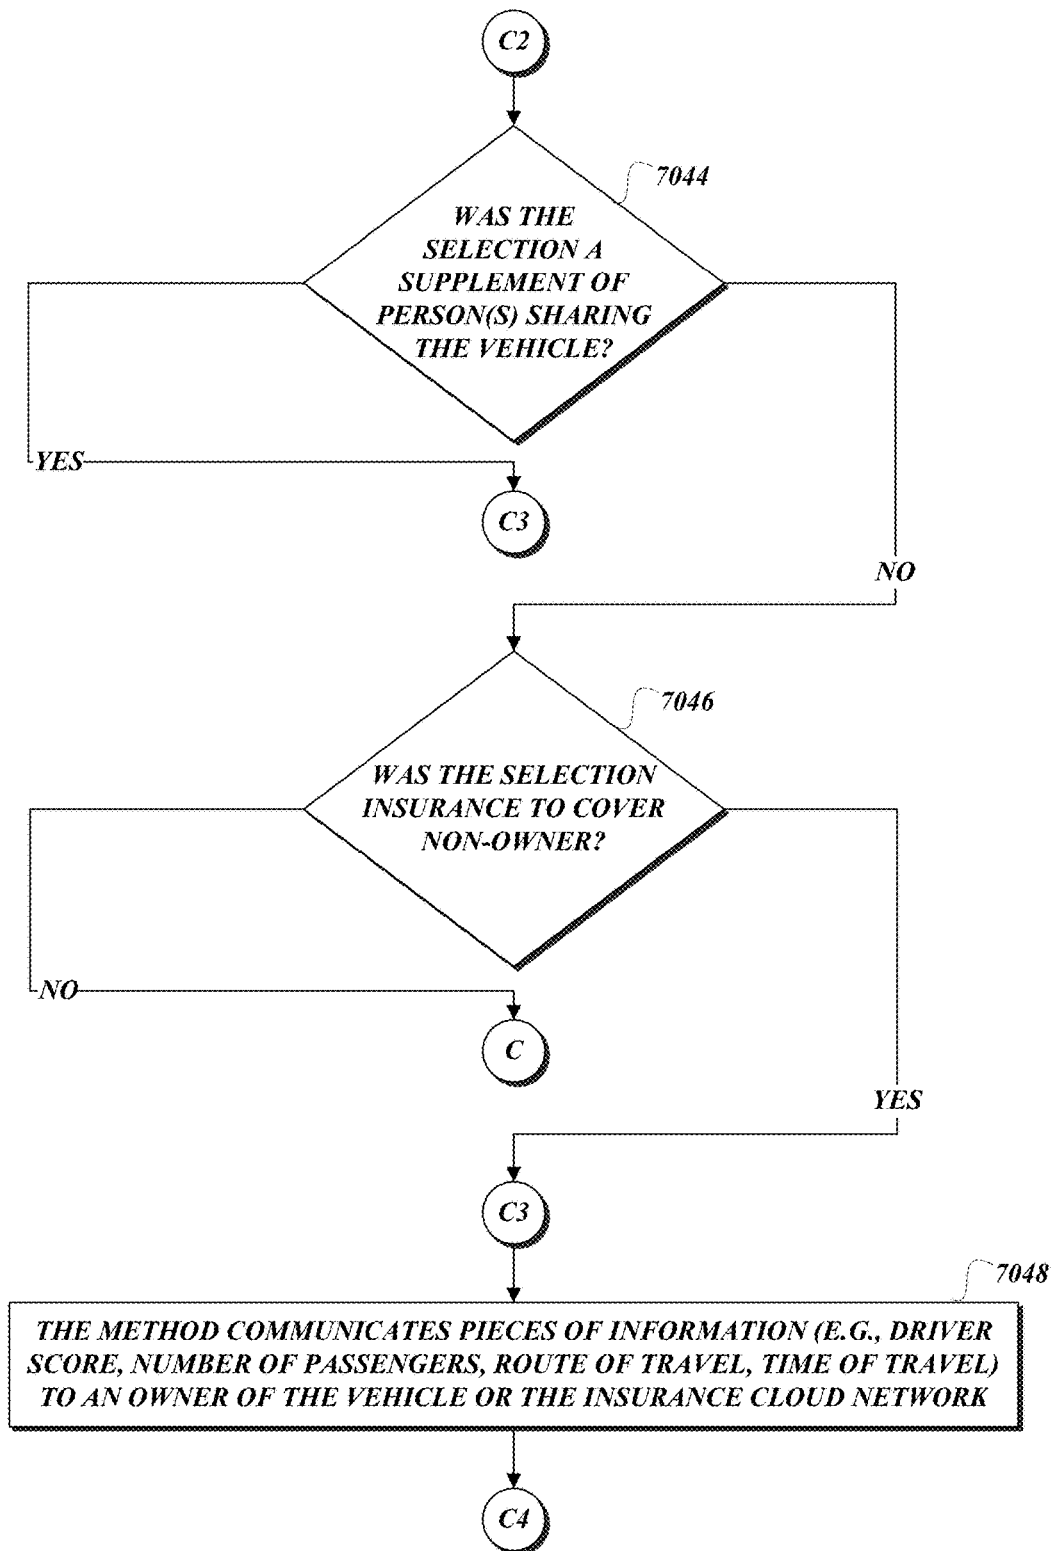 C2
7044
WAS THE
SELECTION A
SUPPLEMENT OF
PERSON(S) SHARING
THE VEHICLE?
YES
C3
NO
7046
WAS THE SELECTION
INSURANCE TO COVER
NON-OWNER?
NO
C
YES
C3
7048
THE METHOD COMMUNICATES PIECES OF INFORMATION (E.G., DRIVER
SCORE, NUMBER OF PASSENGERS, ROUTE OF TRAVEL, TIME OF TRAVEL)
TO AN OWNER OF THE VEHICLE OR THE INSURANCE CLOUD NETWORK
C4